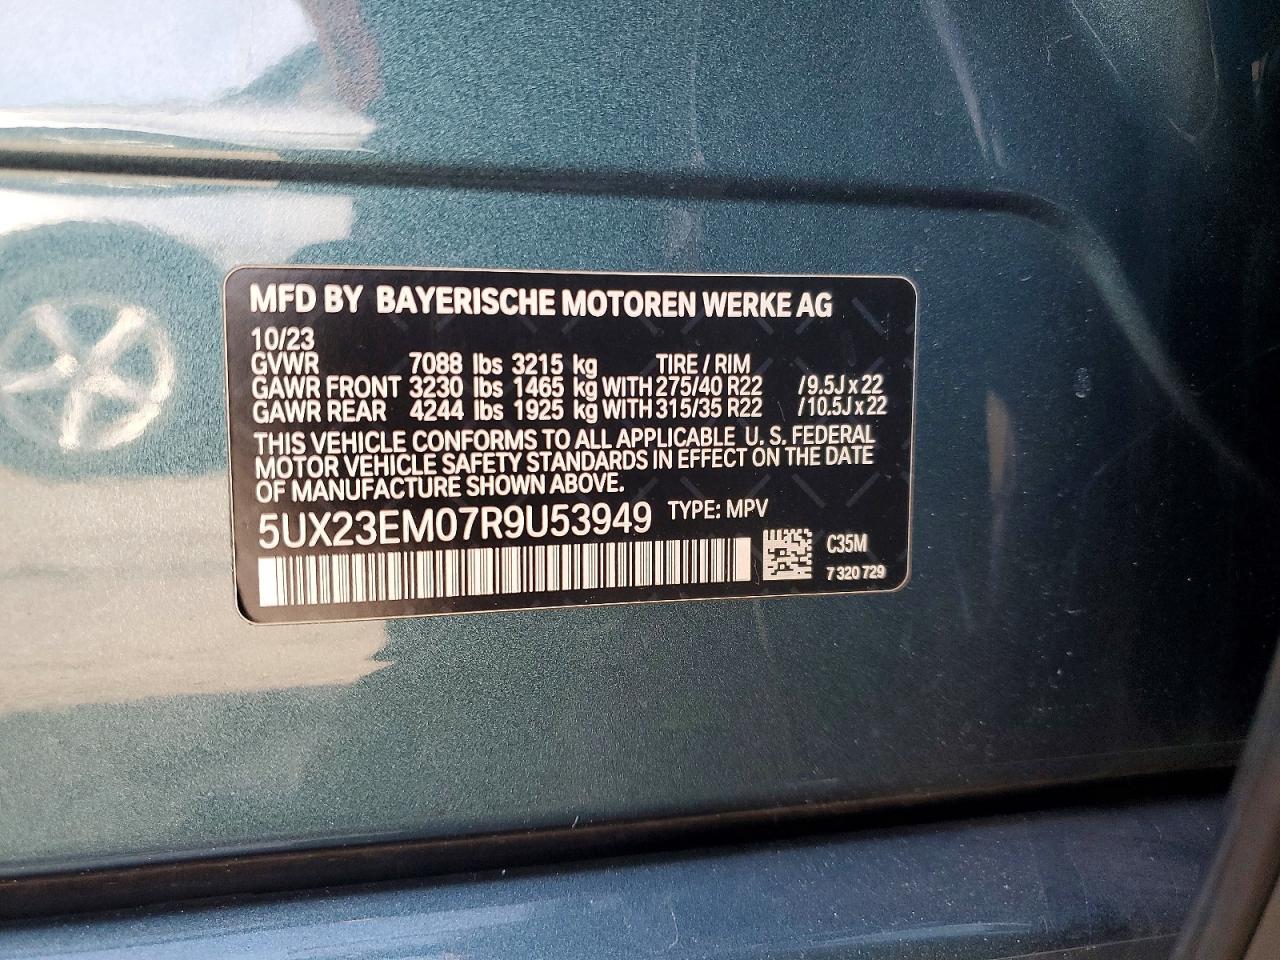 MFD BY BAYERISCHE MOTOREN WERKE AG
10/23
GVWR 7088 lbs 3215 kg TIRE / RIM
GAWR FRONT 3230 lbs 1465 kg WITH 275/40 R22 / 9.5J x 22
GAWR REAR 4244 lbs 1925 kg WITH 315/35 R22 / 10.5J x 22
THIS VEHICLE CONFORMS TO ALL APPLICABLE U. S. FEDERAL
MOTOR VEHICLE SAFETY STANDARDS IN EFFECT ON THE DATE
OF MANUFACTURE SHOWN ABOVE.
5UX23EM07R9U53949 TYPE: MPV
C35M
7 320 729